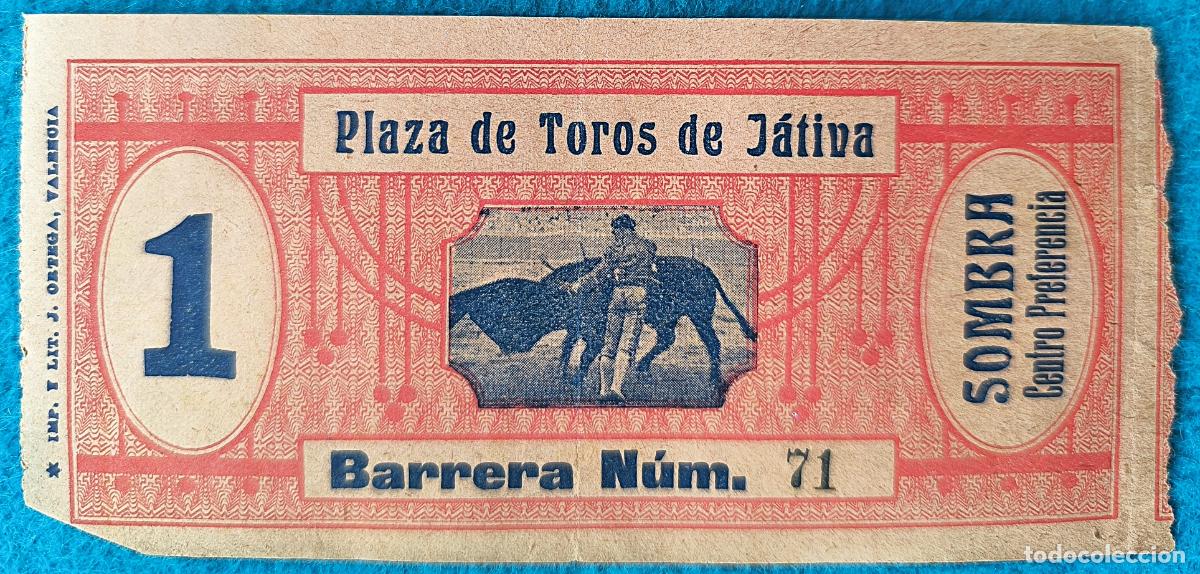 Plaza de Toros de Játiva
1
SOMBRA
Centro Preferencia
Barrera Núm. 71
* IMP. Y LIT. J. ORTEGA, VALENCIA
todocoleccion